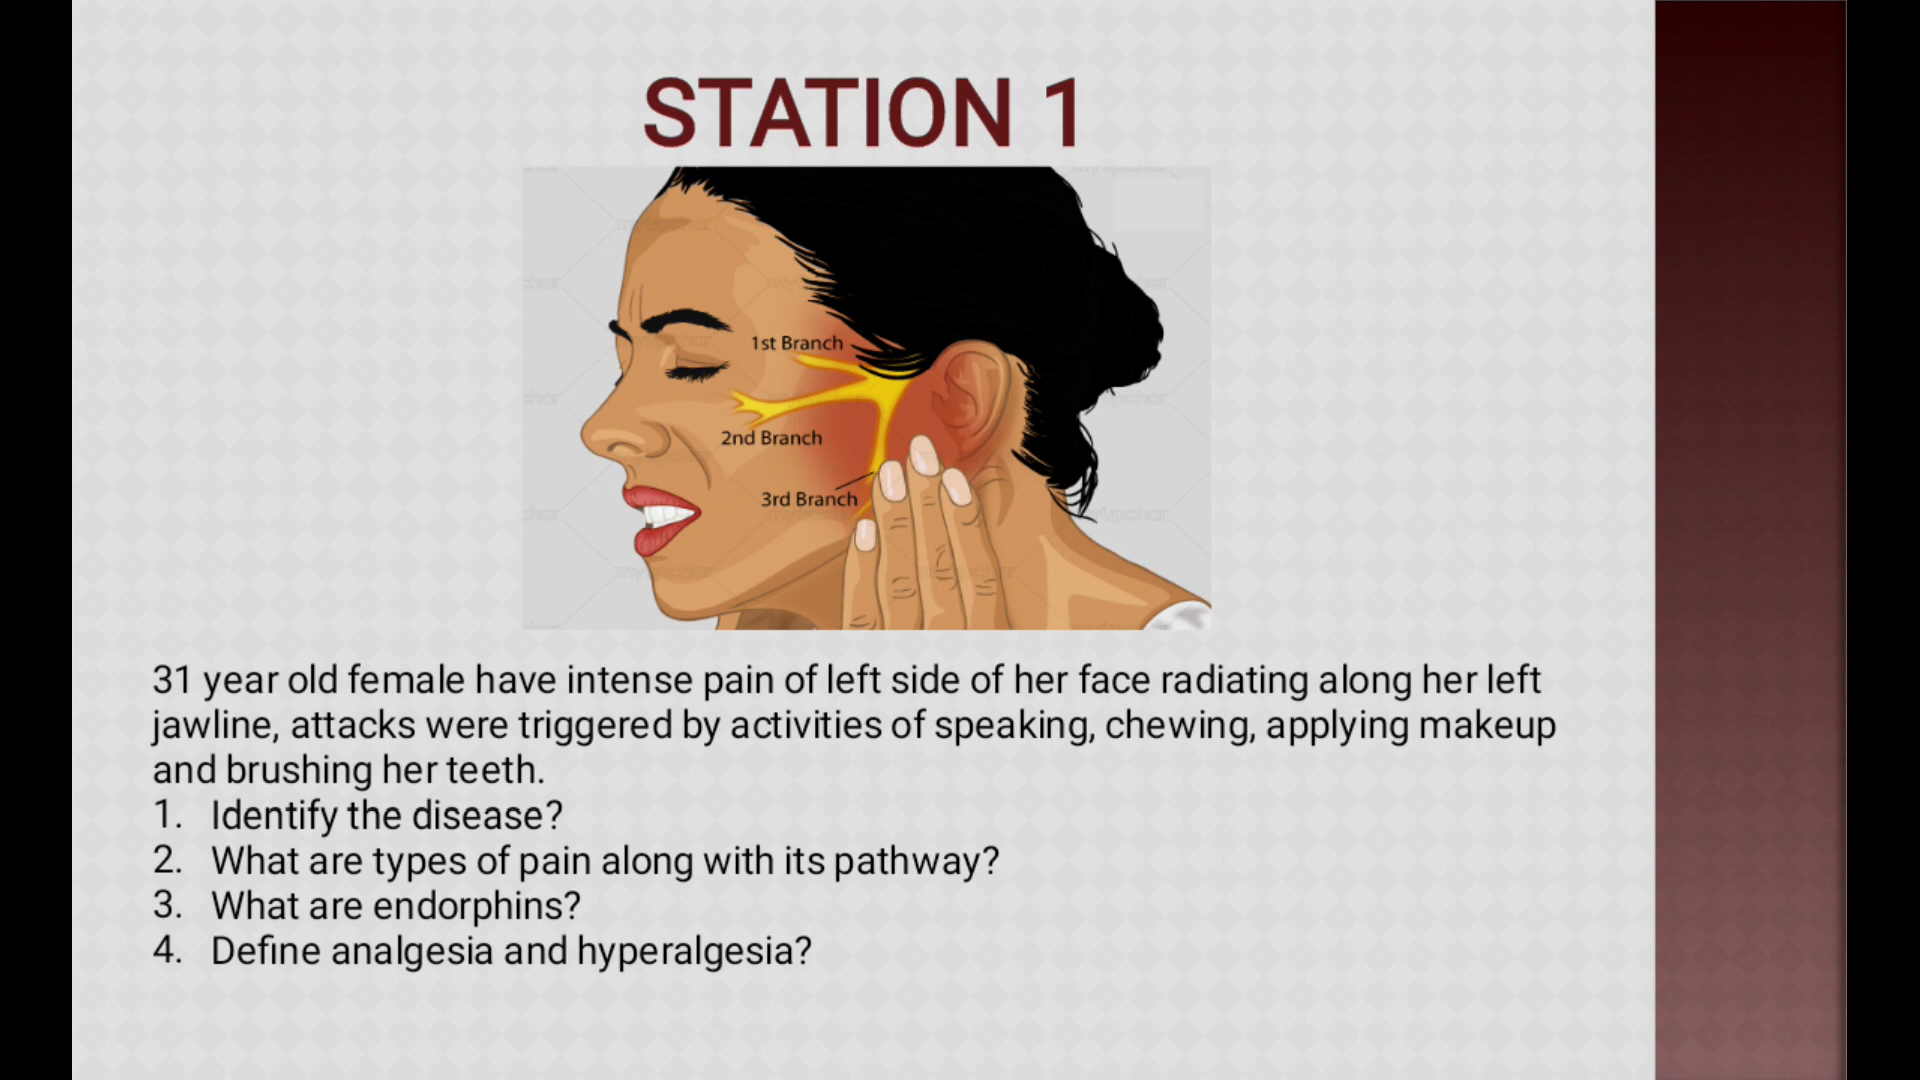 STATION 1
1st Branch
2nd Branch
3rd Branch
31 year old female have intense pain of left side of her face radiating along her left
jawline, attacks were triggered by activities of speaking, chewing, applying makeup
and brushing her teeth.
1. Identify the disease?
2. What are types of pain along with its pathway?
3. What are endorphins?
4. Define analgesia and hyperalgesia?